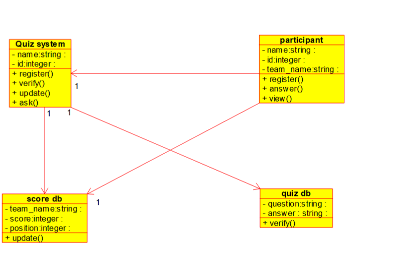 Quiz system
- name:string :
- id:integer :
+ register()
+ verify()
+ update()
+ ask()
participant
- name:string :
- id:integer :
- team_name:string :
+ register()
+ answer()
+ view()
1
1
1
1
score db
- team_name:string :
- score:integer :
- position:integer :
+ update()
quiz db
- question:string :
- answer : string :
+ verify()